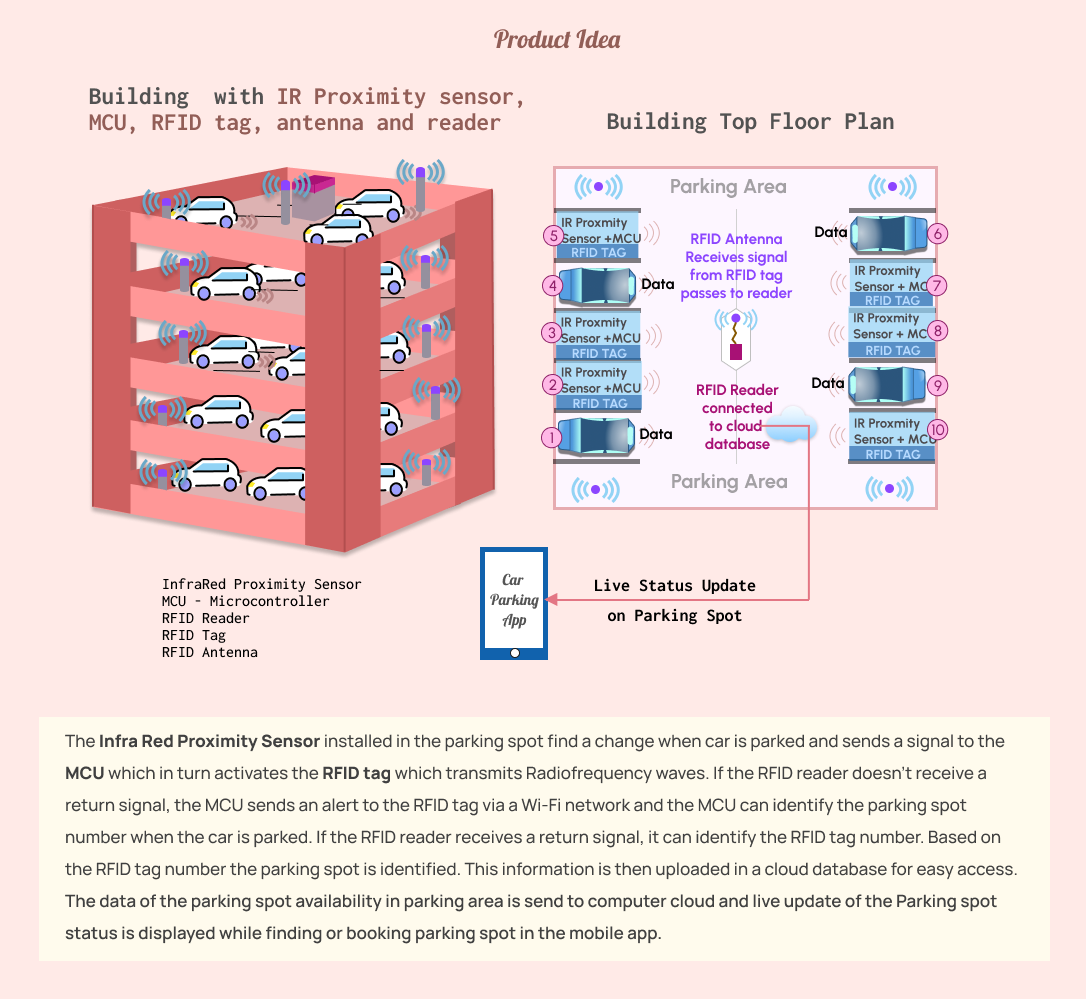 Product Idea
Building with IR Proximity sensor,
MCU, RFID tag, antenna and reader
Building Top Floor Plan
Parking Area
5
IR Proxmity
Sensor +MCU
RFID TAG
4
Data
3
IR Proxmity
Sensor +MCU
RFID TAG
2
IR Proxmity
Sensor +MCU
RFID TAG
1
Data
RFID Antenna
Receives signal
from RFID tag
passes to reader
RFID Reader
connected
to cloud
database
Data
6
IR Proxmity
Sensor + MC
7
RFID TAG
IR Proxmity
Sensor + MC
8
RFID TAG
Data
9
IR Proxmity
Sensor + MCU
10
RFID TAG
Parking Area
InfraRed Proximity Sensor
MCU - Microcontroller
RFID Reader
RFID Tag
RFID Antenna
Car
Parking
App
Live Status Update
on Parking Spot
The Infra Red Proximity Sensor installed in the parking spot find a change when car is parked and sends a signal to the
MCU which in turn activates the RFID tag which transmits Radiofrequency waves. If the RFID reader doesn't receive a
return signal, the MCU sends an alert to the RFID tag via a Wi-Fi network and the MCU can identify the parking spot
number when the car is parked. If the RFID reader receives a return signal, it can identify the RFID tag number. Based on
the RFID tag number the parking spot is identified. This information is then uploaded in a cloud database for easy access.
The data of the parking spot availability in parking area is send to computer cloud and live update of the Parking spot
status is displayed while finding or booking parking spot in the mobile app.